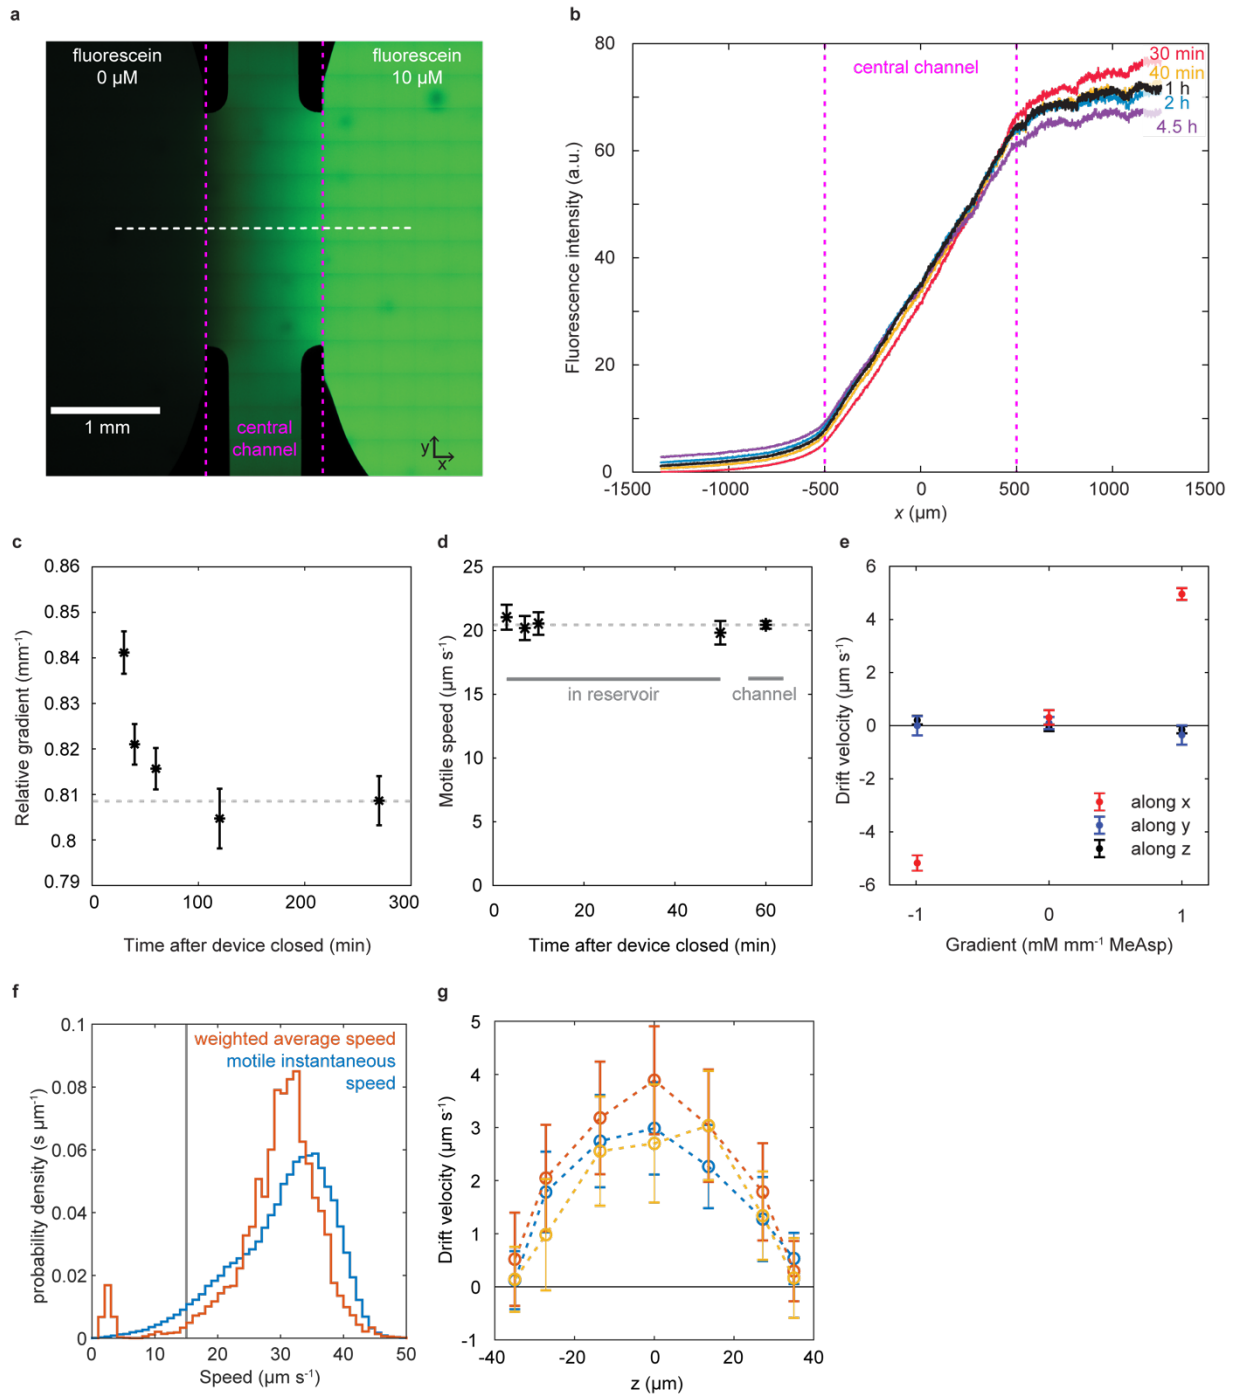 a
fluorescein
0 µM
fluorescein
10 µM
1 mm
central
channel
y
x
b
80
60
40
20
0
Fluorescence intensity (a.u.)
central channel
30 min
40 min
1 h
2 h
4.5 h
-1500
-1000
-500
0
500
1000
1500
x (µm)
c
0.86
0.85
0.84
0.83
0.82
0.81
0.8
0.79
Relative gradient (mm⁻¹)
0
100
200
300
Time after device closed (min)
d
25
20
15
10
5
0
Motile speed (µm s⁻¹)
in reservoir
channel
0
20
40
60
Time after device closed (min)
e
6
4
2
0
-2
-4
-6
Drift velocity (µm s⁻¹)
along x
along y
along z
-1
0
1
Gradient (mM mm⁻¹ MeAsp)
f
0.1
0.08
0.06
0.04
0.02
0
probability density (s µm⁻¹)
weighted average speed
motile instantaneous
speed
0
10
20
30
40
50
Speed (µm s⁻¹)
g
5
4
3
2
1
0
-1
Drift velocity (µm s⁻¹)
-40
-20
0
20
40
z (µm)